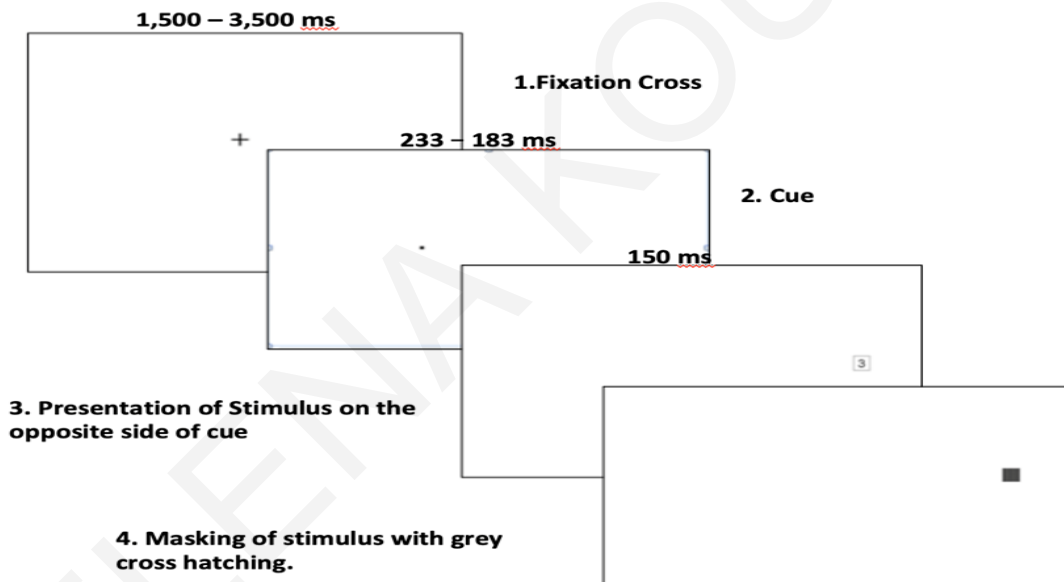 1,500 – 3,500 ms
1.Fixation Cross
233 – 183 ms
2. Cue
150 ms
3
3. Presentation of Stimulus on the
opposite side of cue
4. Masking of stimulus with grey
cross hatching.